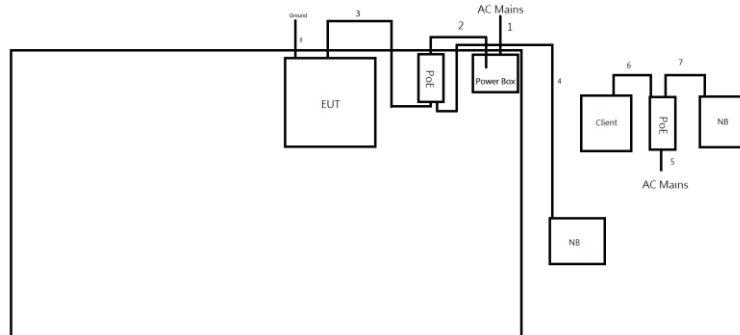 AC Mains
Ground
3
2
1
8
PoE
Power Box
EUT
4
6
7
Client
PoE
NB
5
AC Mains
NB